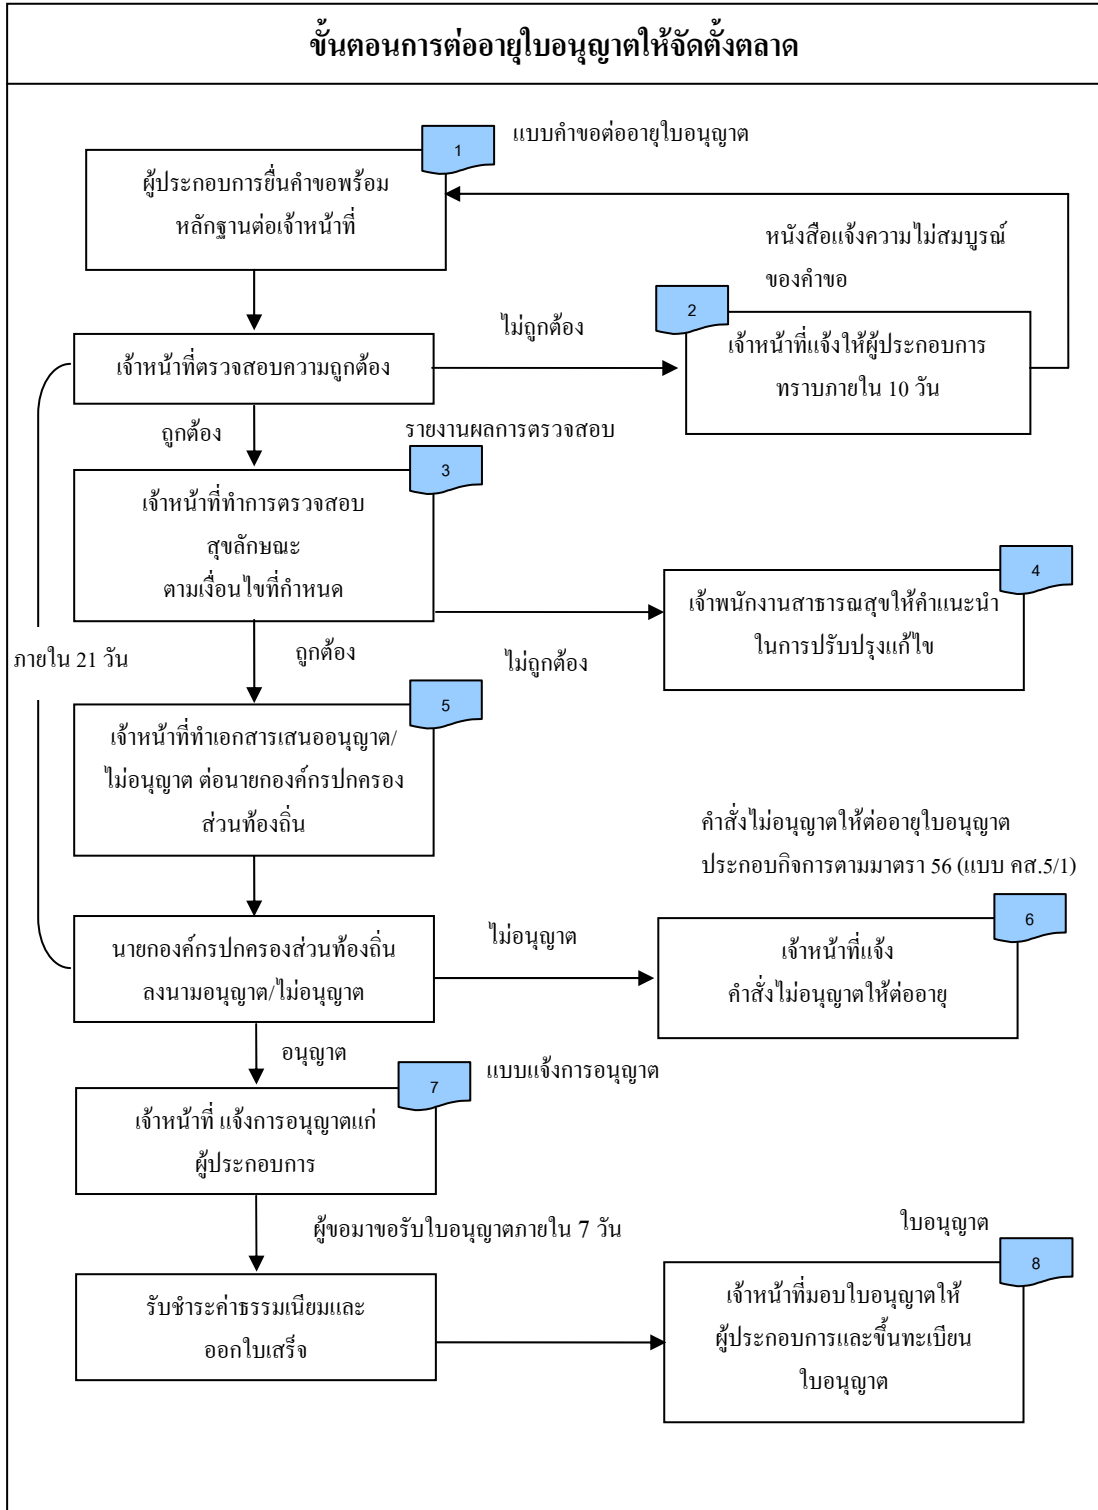 ขั้นตอนการต่ออายุใบอนุญาตให้จัดตั้งตลาด
1
แบบคำขอต่ออายุใบอนุญาต
ผู้ประกอบการยื่นคำขอพร้อม
หลักฐานต่อเจ้าหน้าที่
หนังสือแจ้งความไม่สมบูรณ์
ของคำขอ
เจ้าหน้าที่ตรวจสอบความถูกต้อง
ไม่ถูกต้อง
2
เจ้าหน้าที่แจ้งให้ผู้ประกอบการ
ทราบภายใน 10 วัน
ถูกต้อง
รายงานผลการตรวจสอบ
3
เจ้าหน้าที่ทำการตรวจสอบ
สุขลักษณะ
ตามเงื่อนไขที่กำหนด
4
เจ้าพนักงานสาธารณสุขให้คำแนะนำ
ในการปรับปรุงแก้ไข
ภายใน 21 วัน
ถูกต้อง
ไม่ถูกต้อง
5
เจ้าหน้าที่ทำเอกสารเสนออนุญาต/
ไม่อนุญาต ต่อนายกองค์กรปกครอง
ส่วนท้องถิ่น
คำสั่งไม่อนุญาตให้ต่ออายุใบอนุญาต
ประกอบกิจการตามมาตรา 56 (แบบ คส.5/1)
นายกองค์กรปกครองส่วนท้องถิ่น
ลงนามอนุญาต/ไม่อนุญาต
ไม่อนุญาต
6
เจ้าหน้าที่แจ้ง
คำสั่งไม่อนุญาตให้ต่ออายุ
อนุญาต
7
แบบแจ้งการอนุญาต
เจ้าหน้าที่ แจ้งการอนุญาตแก่
ผู้ประกอบการ
ผู้ขอมาขอรับใบอนุญาตภายใน 7 วัน
ใบอนุญาต
8
รับชำระค่าธรรมเนียมและ
ออกใบเสร็จ
เจ้าหน้าที่มอบใบอนุญาตให้
ผู้ประกอบการและขึ้นทะเบียน
ใบอนุญาต